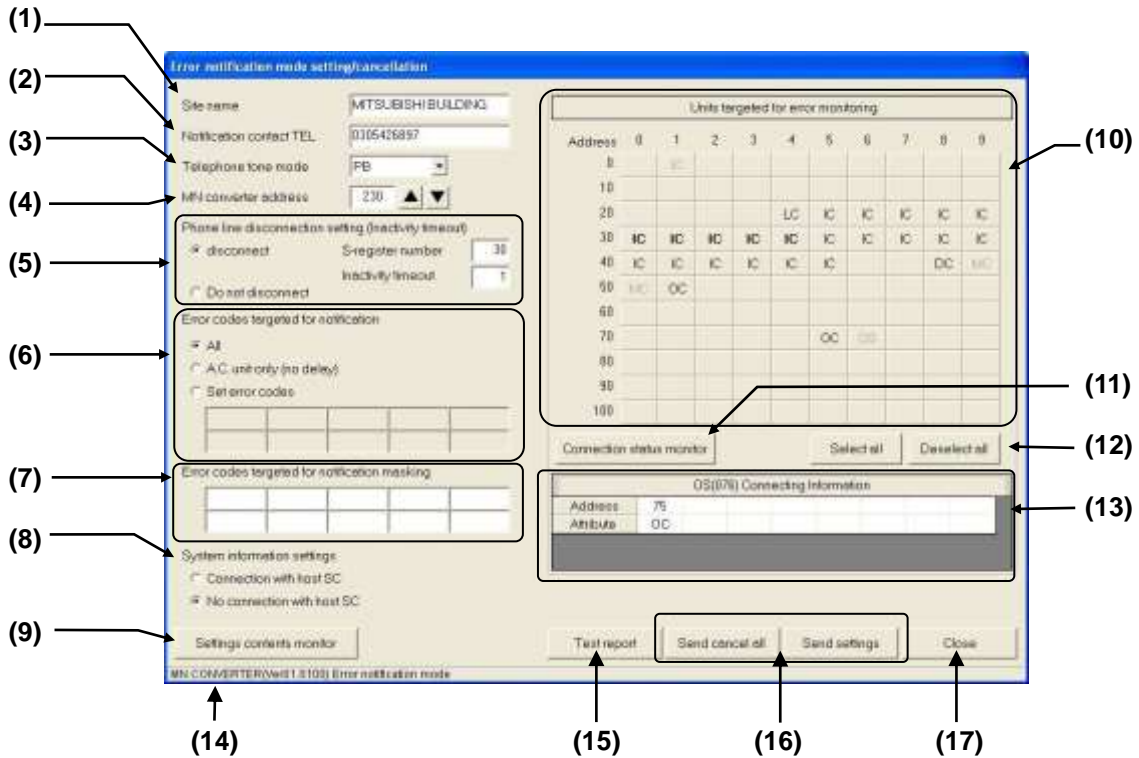 (1)
(2)
(3)
(4)
(5)
(6)
(7)
(8)
(9)
Error notification mode setting/cancellation
Site name MITSUBISHI BUILDING
Notification contact TEL 0305426897
Telephone tone mode PB
MN converter address 230
Phone line disconnection setting (Inactivity timeout)
disconnect S-register number 30
Inactivity timeout 1
Do not disconnect
Error codes targeted for notification
All
A.C. unit only (no delay)
Set error codes
Error codes targeted for notification masking
System information settings
Connection with host SC
No connection with host SC
Settings contents monitor
Units targeted for error monitoring
Address 0 1 2 3 4 5 6 7 8 9
0 IC
10
20 LC IC IC IC IC IC
30 IC IC IC IC IC IC IC IC IC IC
40 IC IC IC IC IC IC OC MC
50 MC OC
60
70 OC OS
80
90
100
Connection status monitor Select all Deselect all
OS(076) Connecting Information
Address 75
Attribute OC
Test report Send cancel all Send settings Close
MN CONVERTER Error notification mode
(10)
(11)
(12)
(13)
(14) (15) (16) (17)